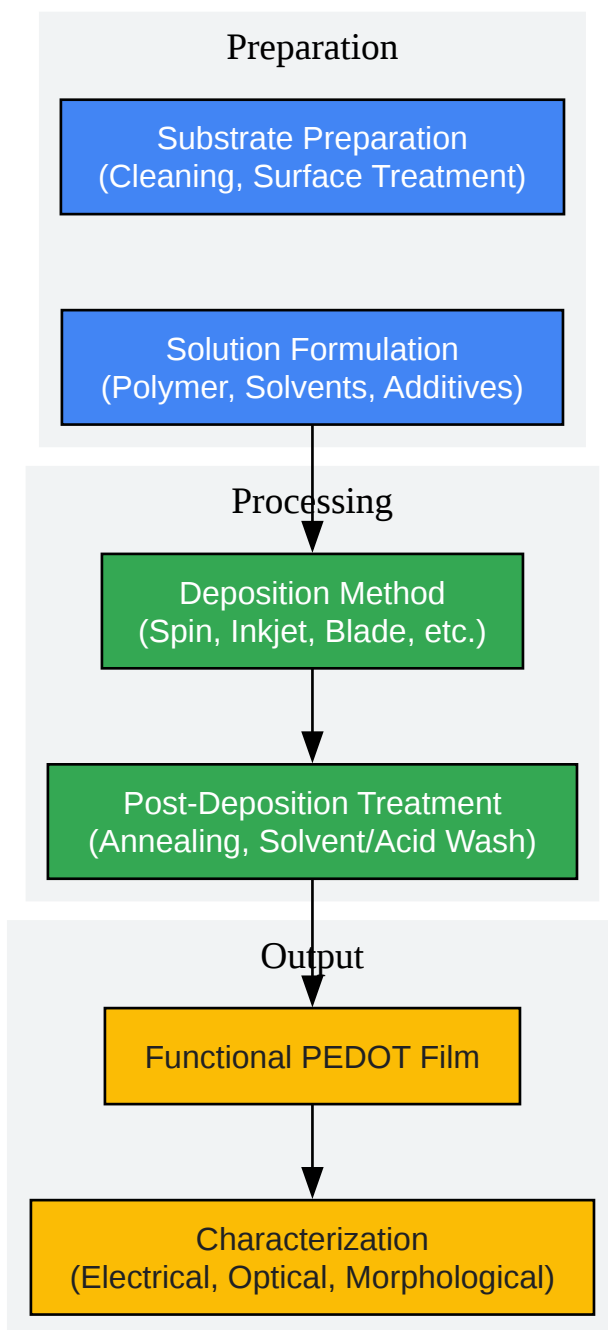 Preparation
Substrate Preparation
(Cleaning, Surface Treatment)
Solution Formulation
(Polymer, Solvents, Additives)
Processing
Deposition Method
(Spin, Inkjet, Blade, etc.)
Post-Deposition Treatment
(Annealing, Solvent/Acid Wash)
Output
Functional PEDOT Film
Characterization
(Electrical, Optical, Morphological)